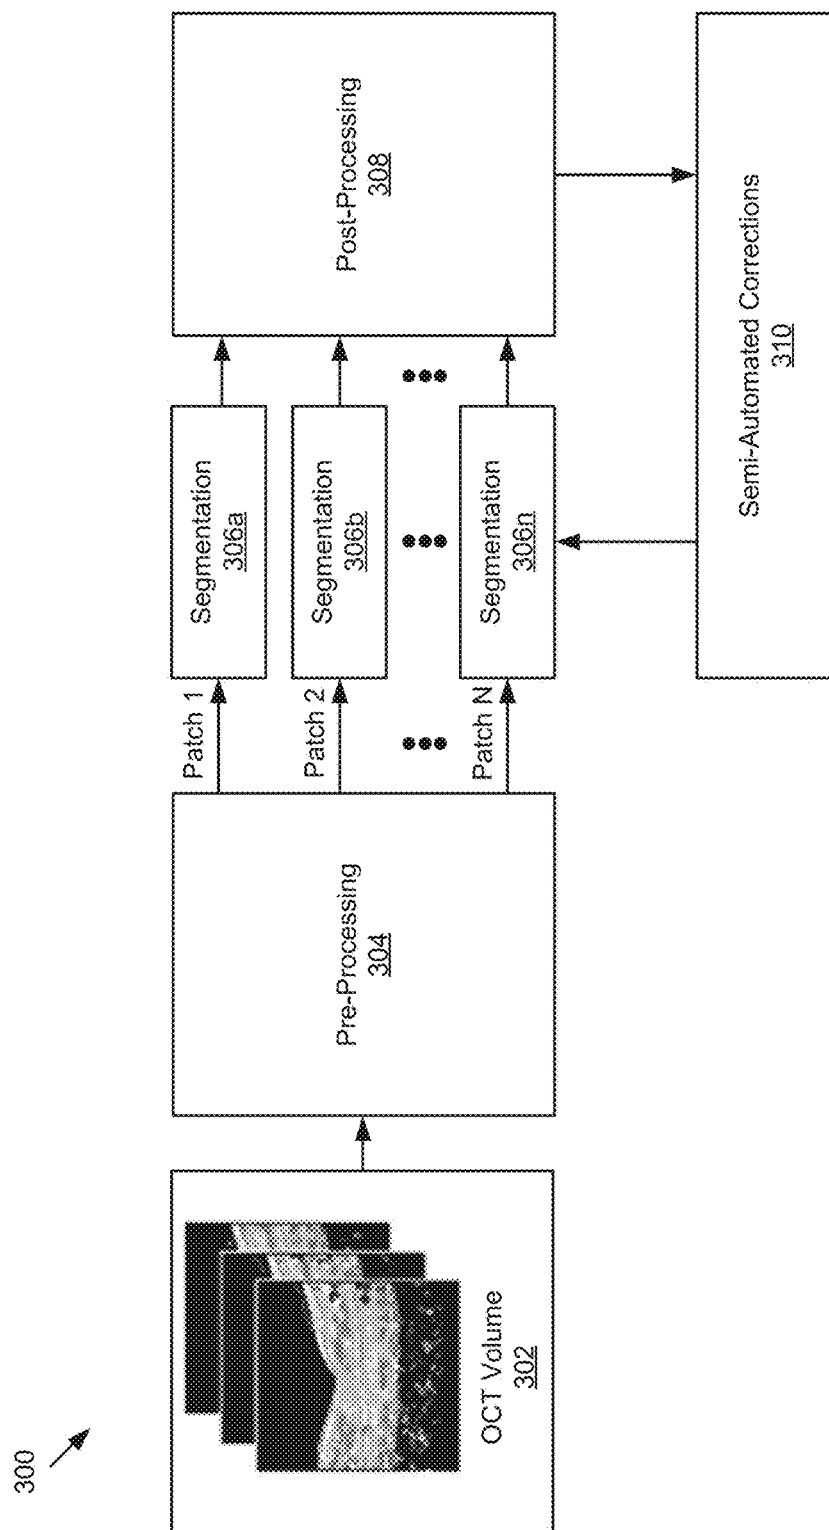 300
OCT Volume
302
Pre-Processing
304
Patch 1
Patch 2
Patch N
Segmentation
306a
Segmentation
306b
Segmentation
306n
Post-Processing
308
Semi-Automated Corrections
310